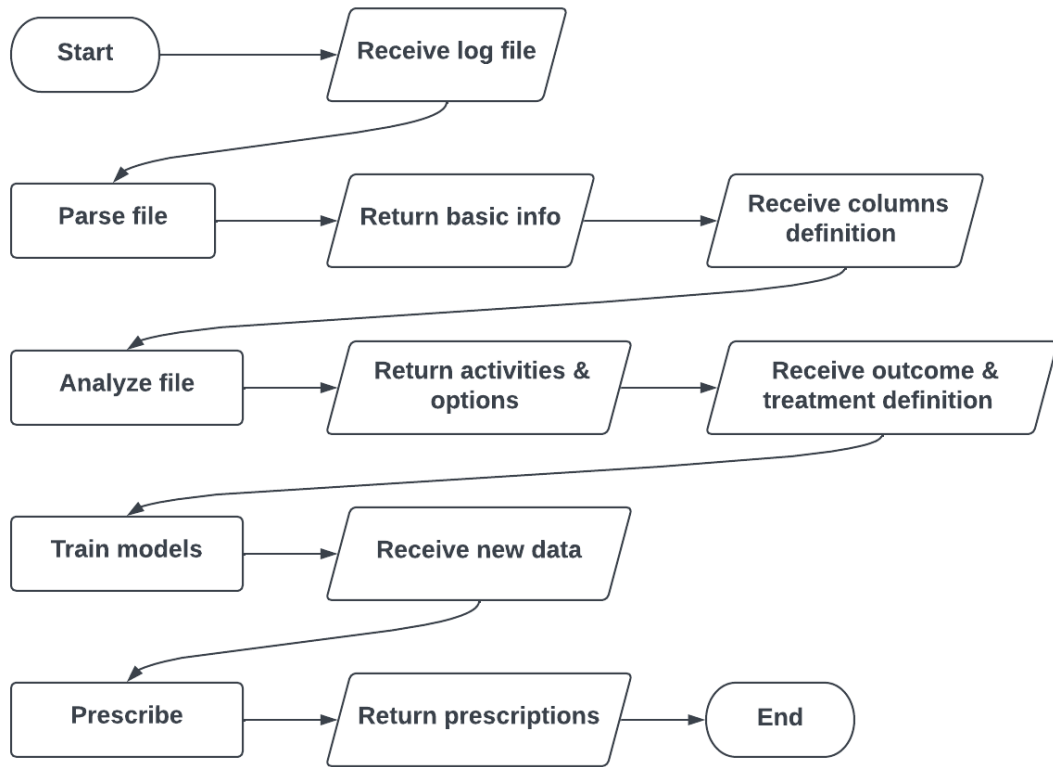 Start
Receive log file
Parse file
Return basic info
Receive columns
definition
Analyze file
Return activities &
options
Receive outcome &
treatment definition
Train models
Receive new data
Prescribe
Return prescriptions
End